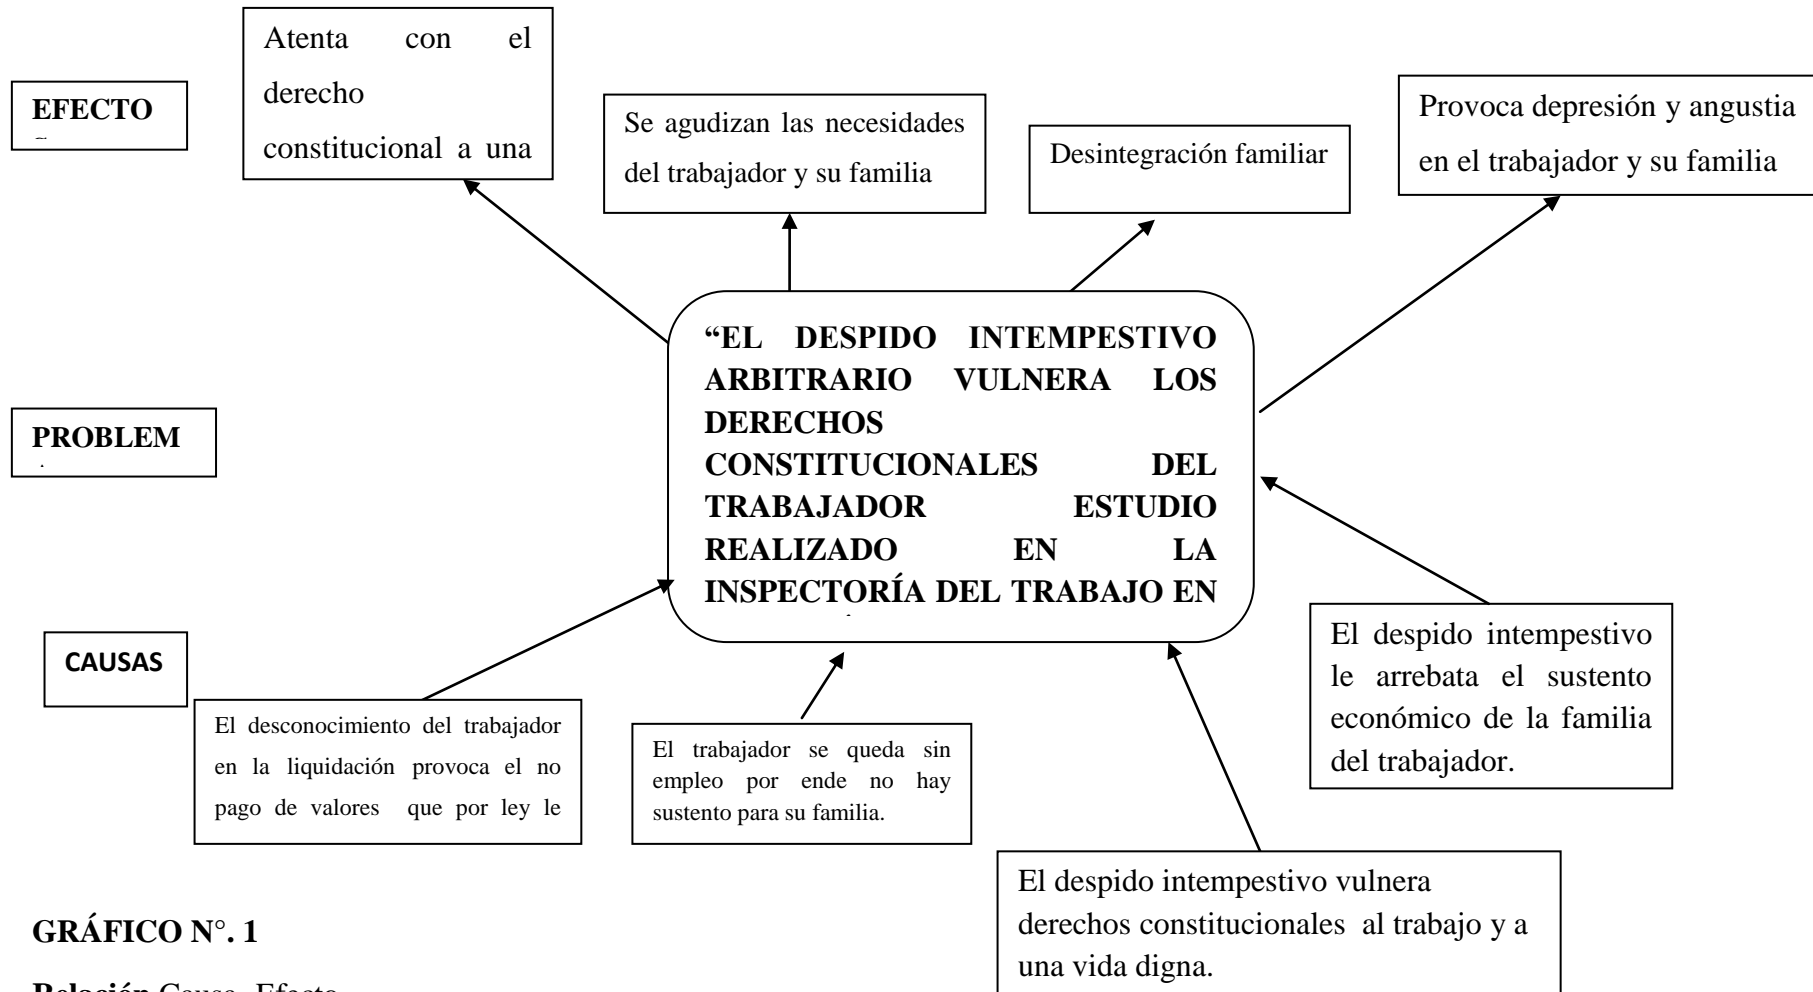 Atenta con el
derecho
constitucional a una
EFECTO
Se agudizan las necesidades
del trabajador y su familia
Desintegración familiar
Provoca depresión y angustia
en el trabajador y su familia
“EL DESPIDO INTEMPESTIVO
ARBITRARIO VULNERA LOS
DERECHOS
CONSTITUCIONALES DEL
TRABAJADOR ESTUDIO
REALIZADO EN LA
INSPECTORÍA DEL TRABAJO EN
PROBLEM
CAUSAS
El desconocimiento del trabajador
en la liquidación provoca el no
pago de valores que por ley le
El trabajador se queda sin
empleo por ende no hay
sustento para su familia.
El despido intempestivo
le arrebata el sustento
económico de la familia
del trabajador.
El despido intempestivo vulnera
derechos constitucionales al trabajo y a
una vida digna.
GRÁFICO N°. 1
Relación Causa- Efecto